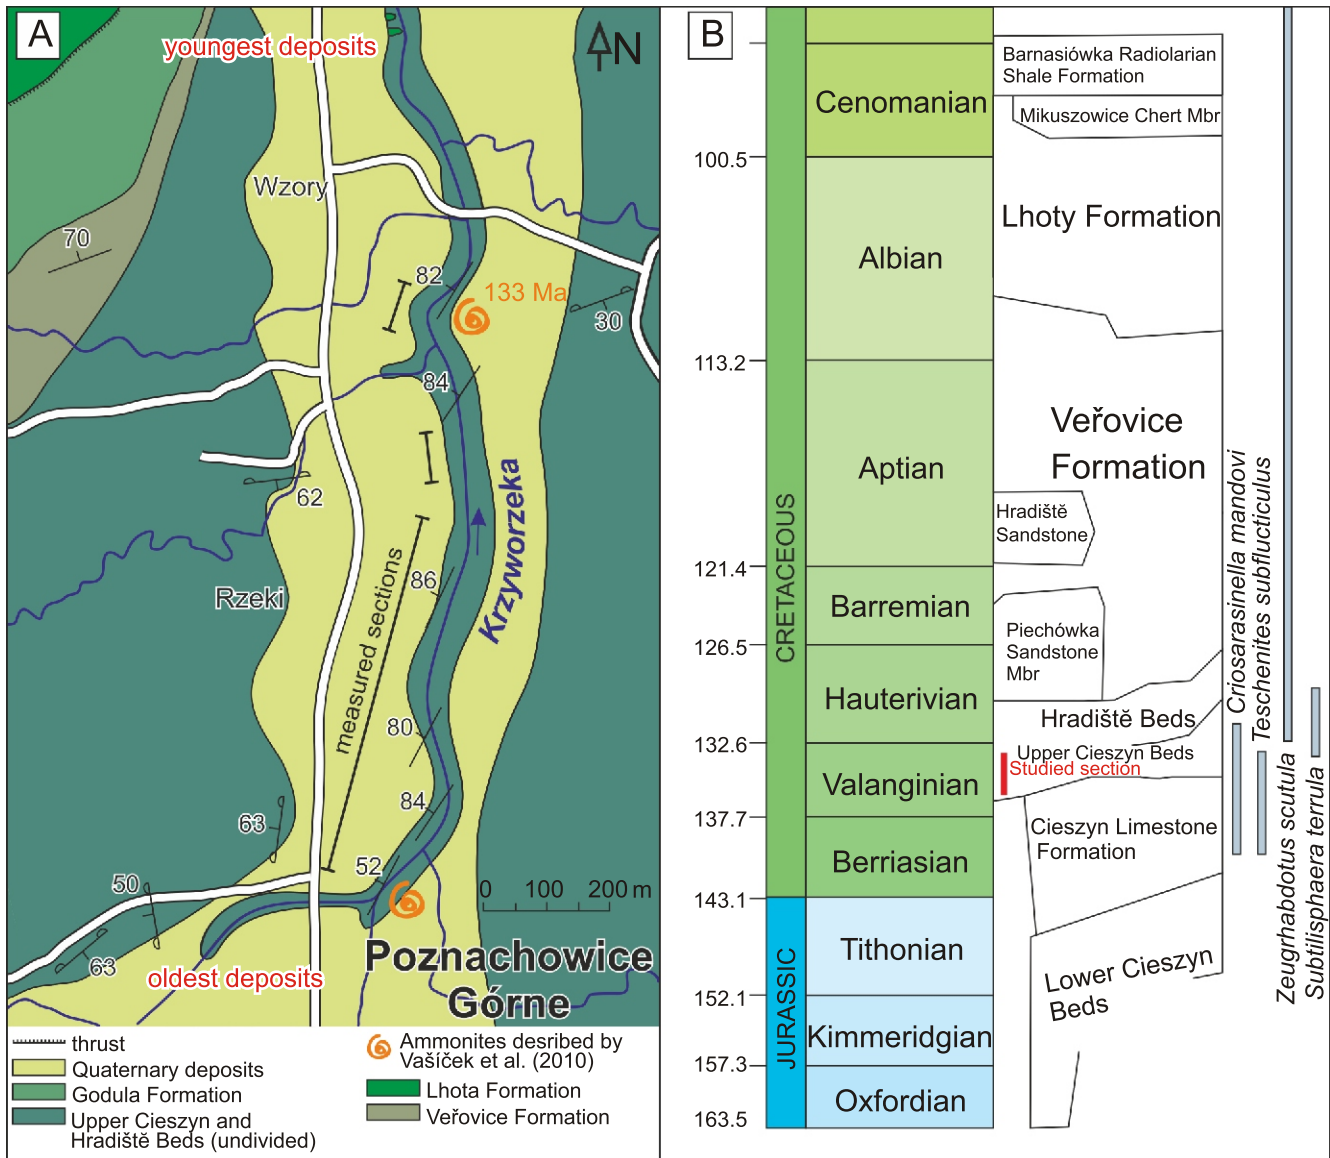 A
youngest deposits
N
Wzory
70
82
133 Ma
30
84
62
Rzeki
measured sections
86
Krzyworzeka
80
84
63
52
50
0 100 200 m
63
oldest deposits
Poznachowice
Górne
thrust
Quaternary deposits
Godula Formation
Upper Cieszyn and
Hradiště Beds (undivided)
Ammonites desribed by
Vašíček et al. (2010)
Lhota Formation
Veřovice Formation
B
CRETACEOUS
JURASSIC
Cenomanian
100.5
Albian
113.2
Aptian
121.4
Barremian
126.5
Hauterivian
132.6
Valanginian
137.7
Berriasian
143.1
Tithonian
152.1
Kimmeridgian
157.3
Oxfordian
163.5
Barnasiówka Radiolarian
Shale Formation
Mikuszowice Chert Mbr
Lhoty Formation
Veřovice
Formation
Hradiště
Sandstone
Piechówka
Sandstone
Mbr
Hradiště Beds
Upper Cieszyn Beds
Studied section
Cieszyn Limestone
Formation
Lower Cieszyn
Beds
Criosarasinella mandovi
Teschenites subflucticulus
Zeugrhabdotus scutula
Subtilisphaera terrula